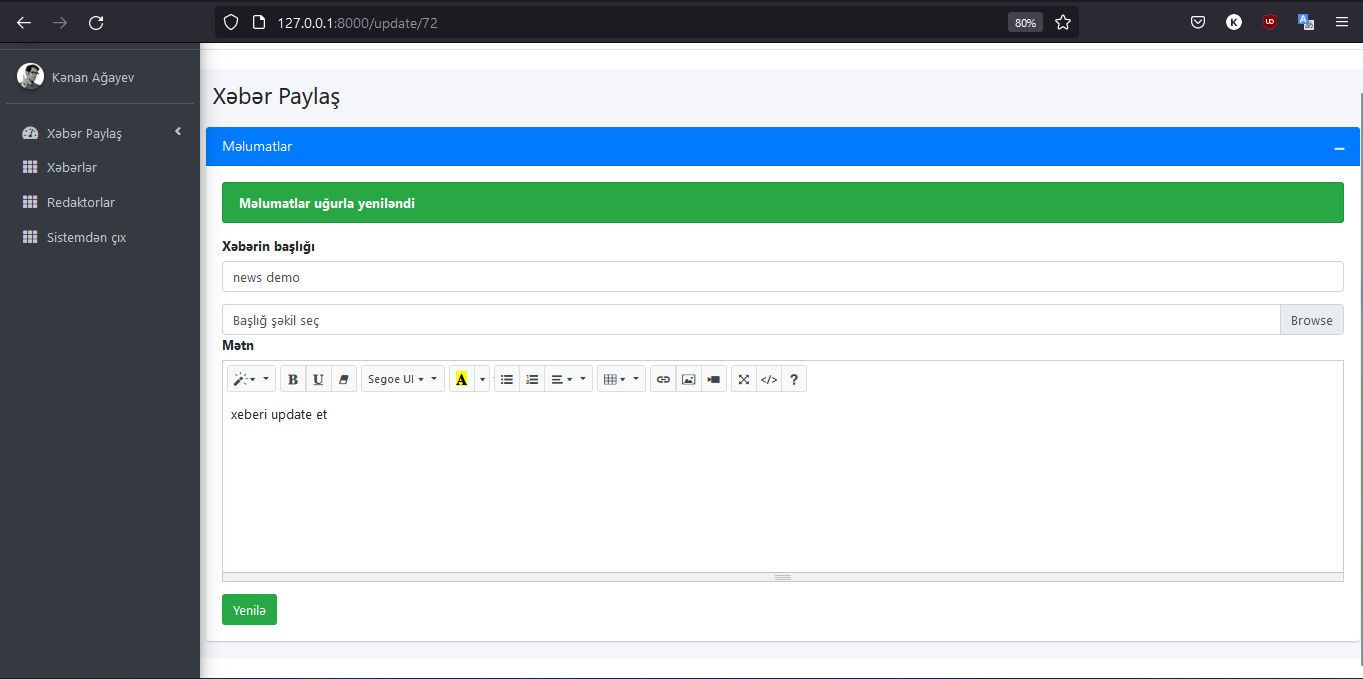 127.0.0.1:8000/update/72
80%
K
UD
Kənan Ağayev
Xəbər Paylaş
Xəbərlər
Redaktorlar
Sistemdən çıx
Xəbər Paylaş
Məlumatlar
Məlumatlar uğurla yeniləndi
Xəbərin başlığı
news demo
Başlığ şəkil seç
Browse
Mətn
B U Segoe UI A </> ?
xeberi update et
Yenilə